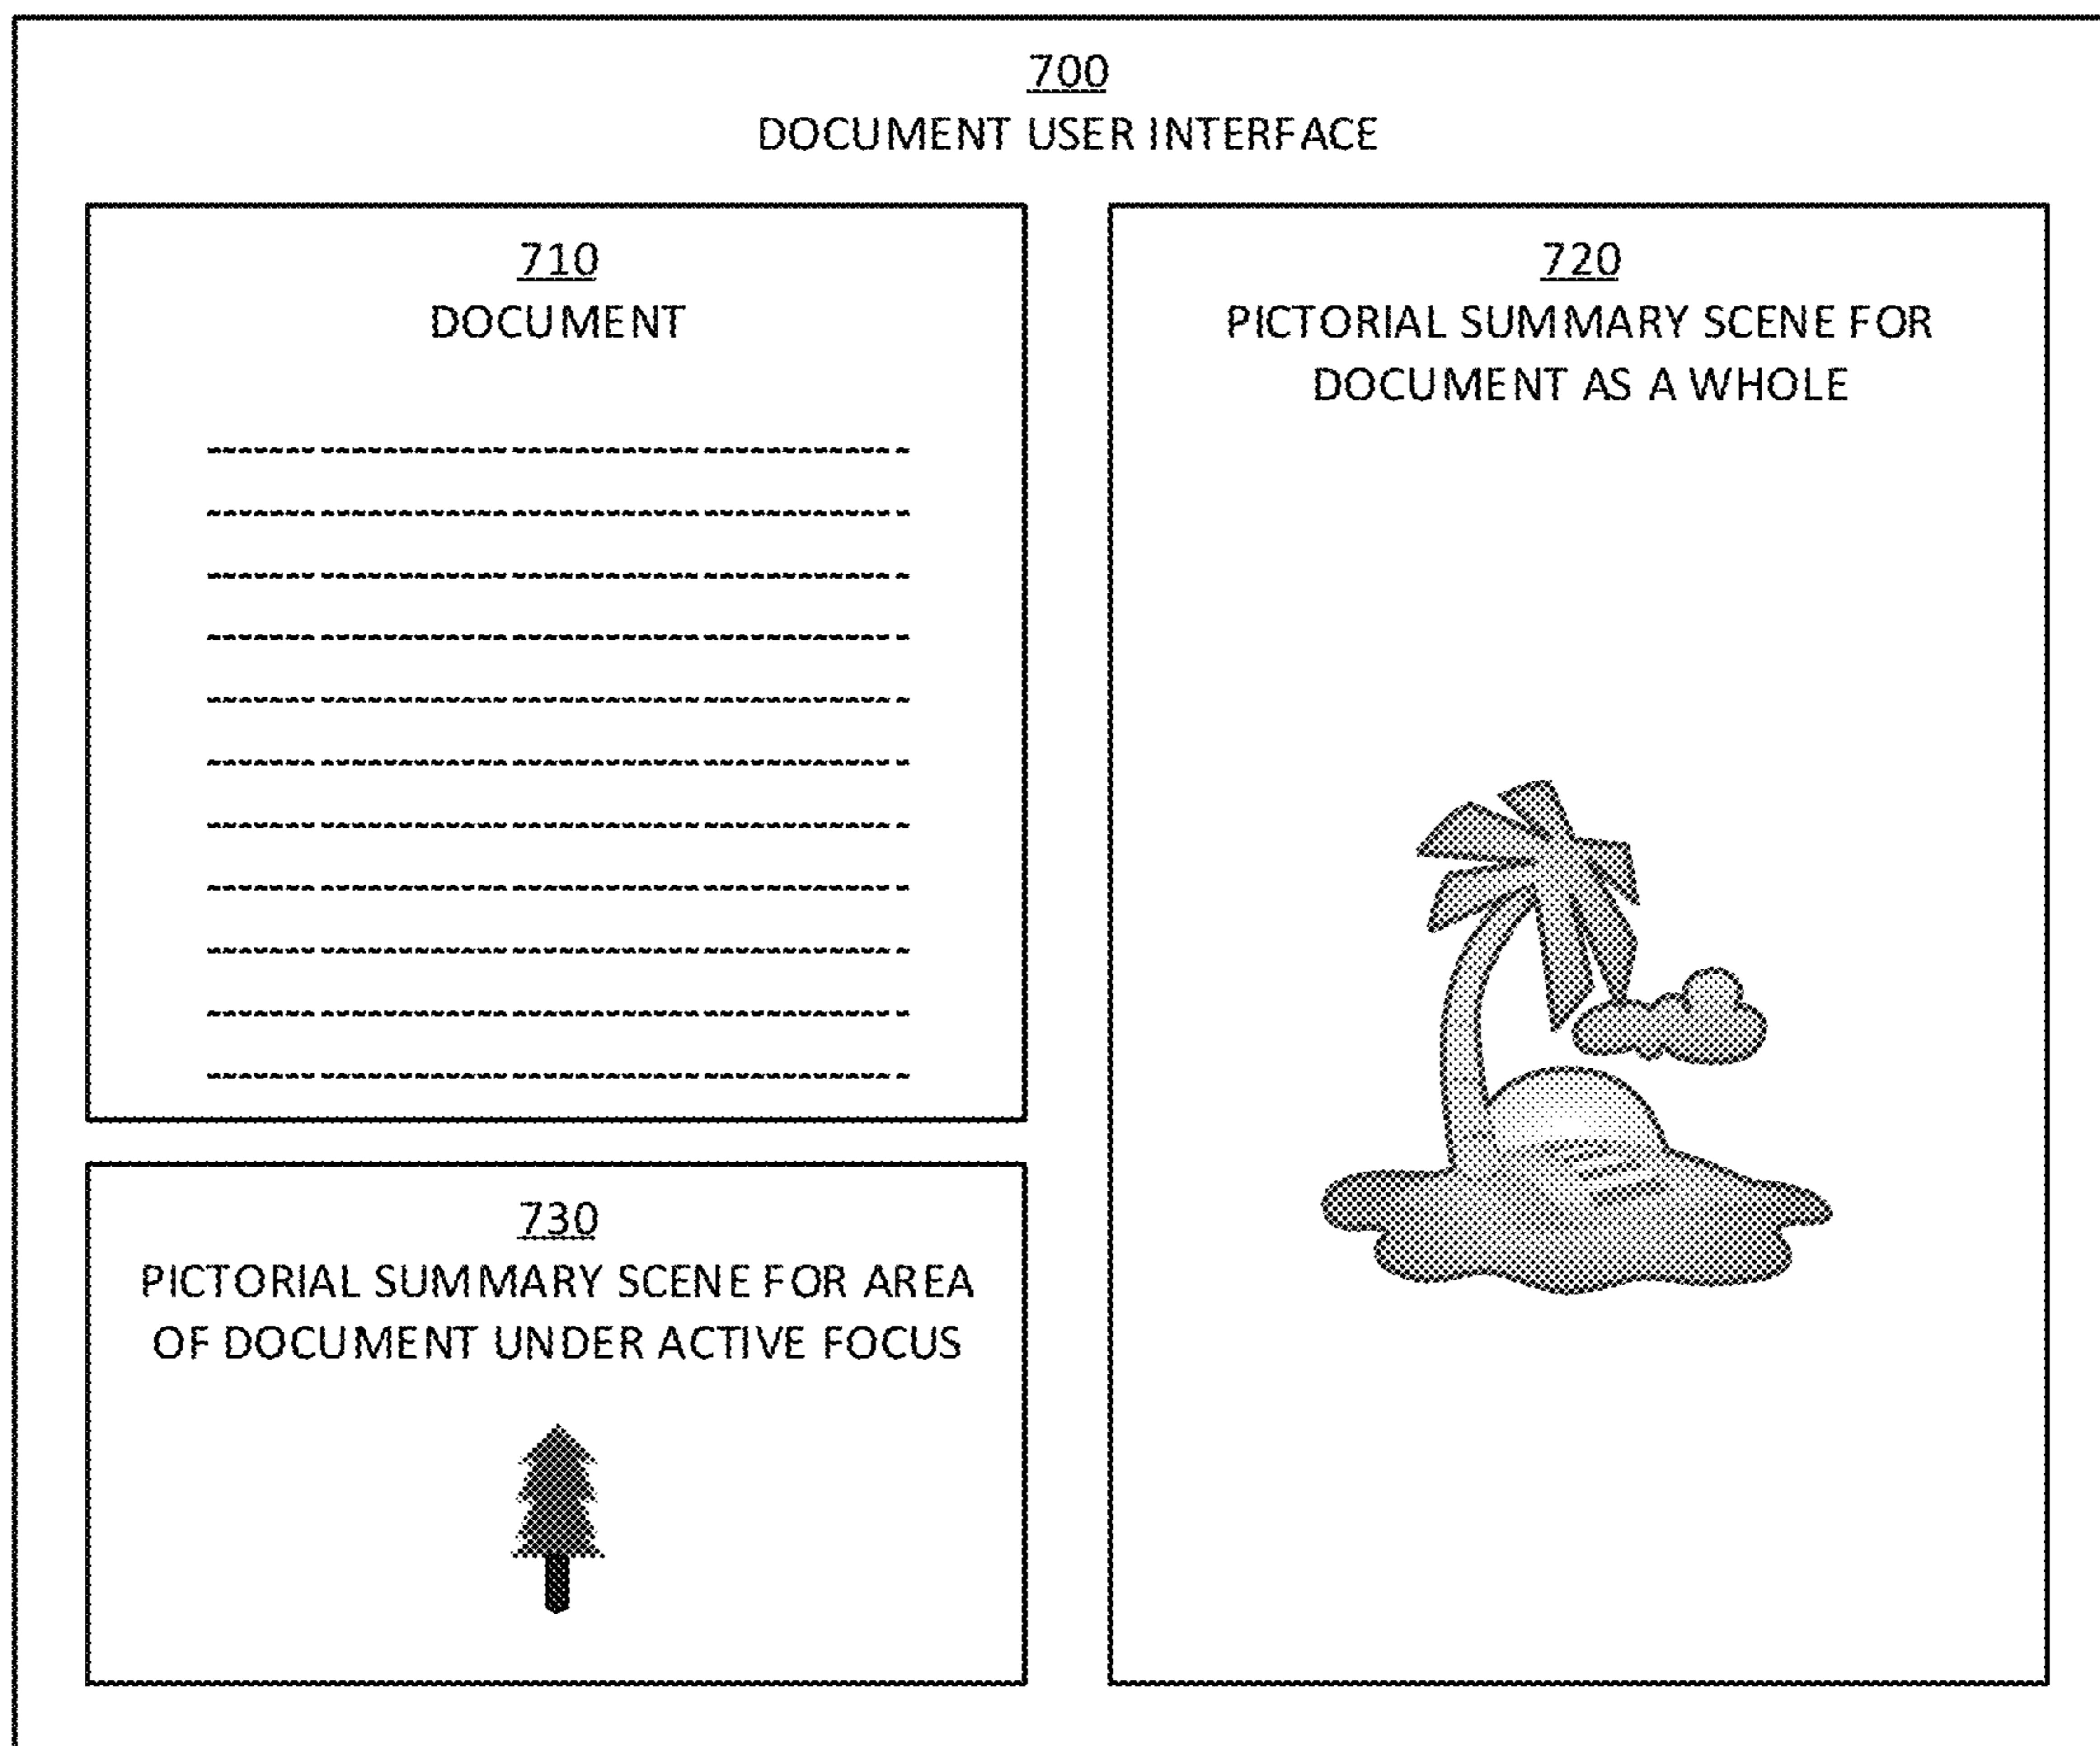 700
DOCUMENT USER INTERFACE
710
DOCUMENT
720
PICTORIAL SUMMARY SCENE FOR
DOCUMENT AS A WHOLE
730
PICTORIAL SUMMARY SCENE FOR AREA
OF DOCUMENT UNDER ACTIVE FOCUS